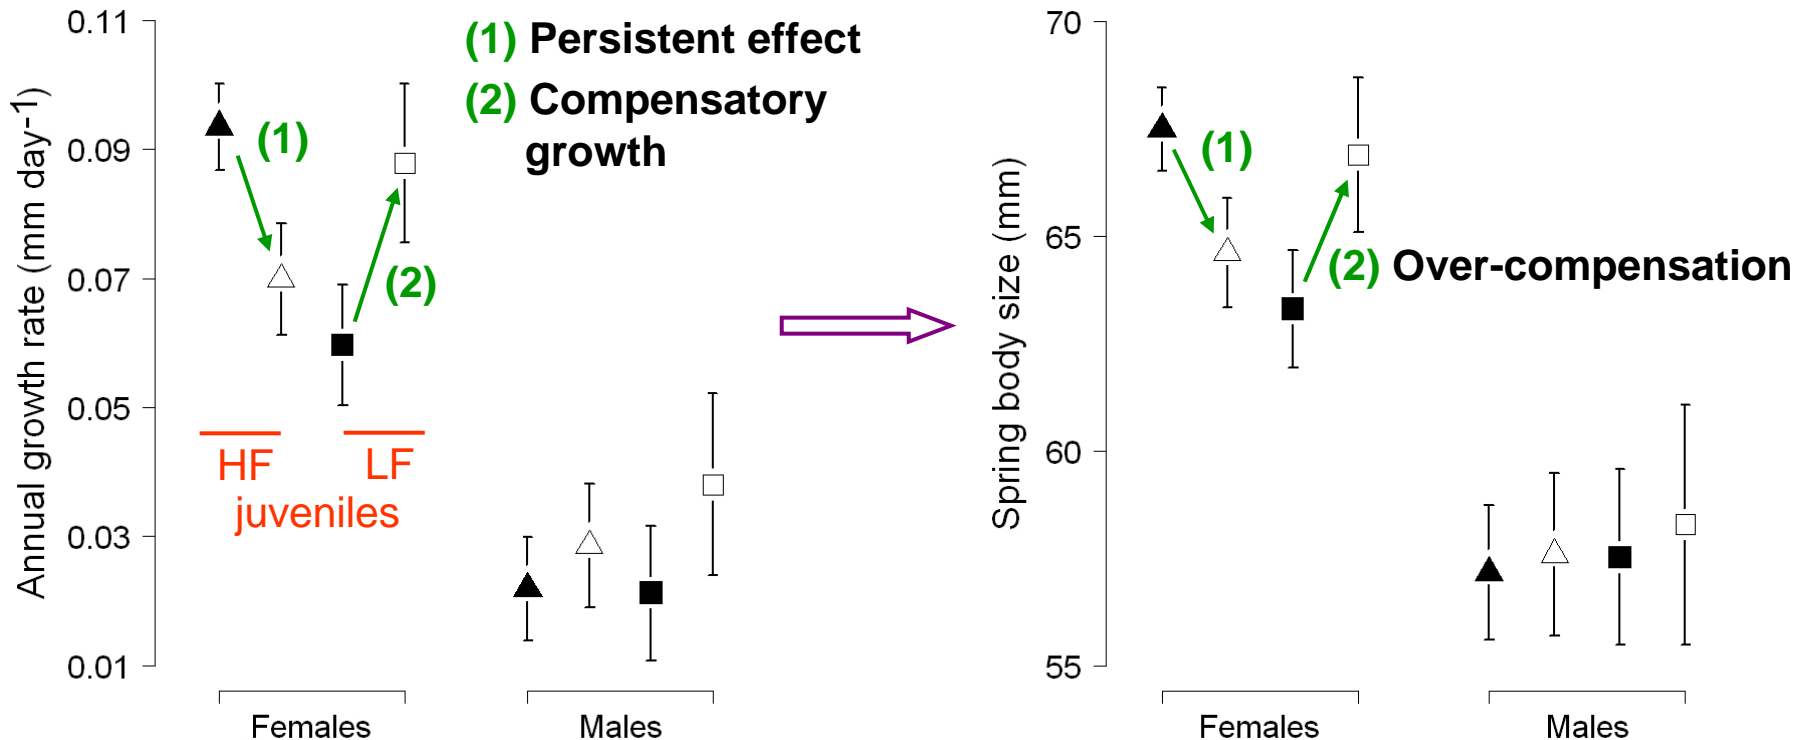 0.11
0.09
0.07
0.05
0.03
0.01
Annual growth rate (mm day-1)
(1) Persistent effect
(2) Compensatory
growth
(1)
(2)
HF
LF
juveniles
Females
Males
70
65
60
55
Spring body size (mm)
(1)
(2) Over-compensation
Females
Males